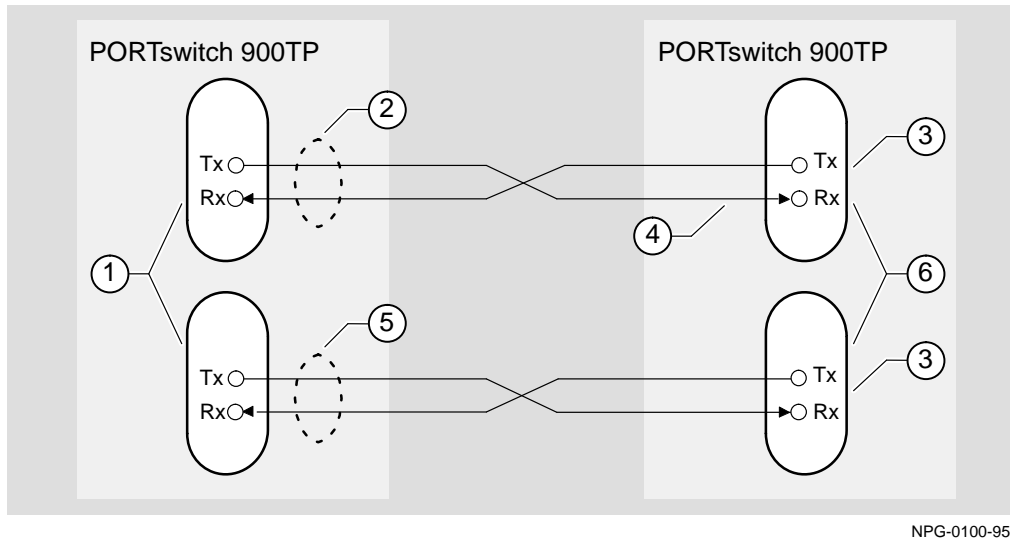 PORTswitch 900TP
PORTswitch 900TP
2
3
Tx
Tx
Rx
Rx
4
1
6
5
3
Tx
Tx
Rx
Rx
NPG-0100-95